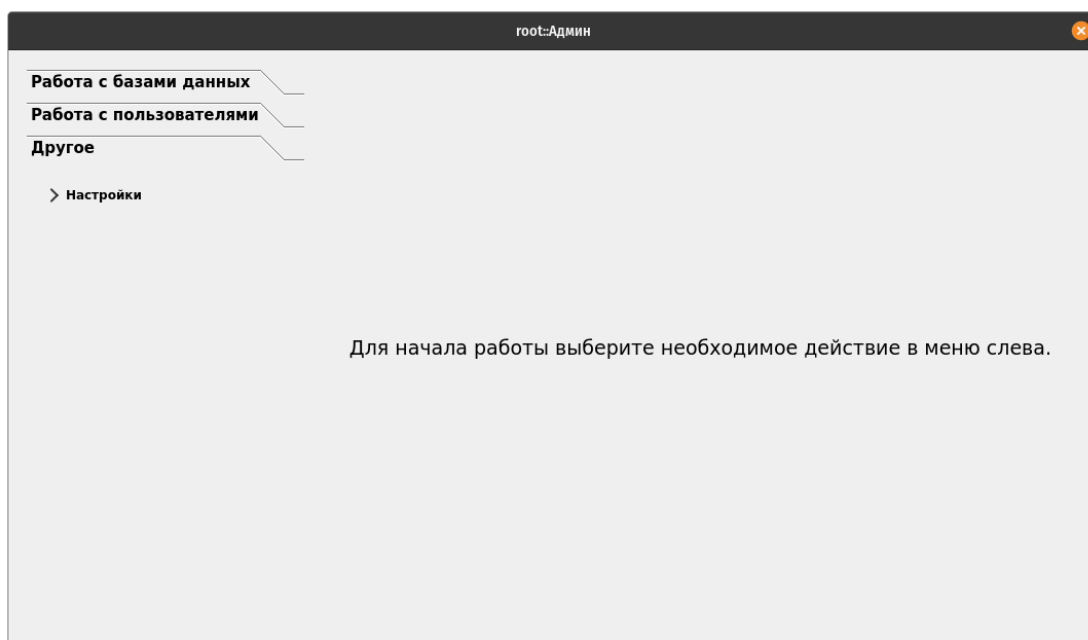 root::Админ
Работа с базами данных
Работа с пользователями
Другое
Настройки
Для начала работы выберите необходимое действие в меню слева.